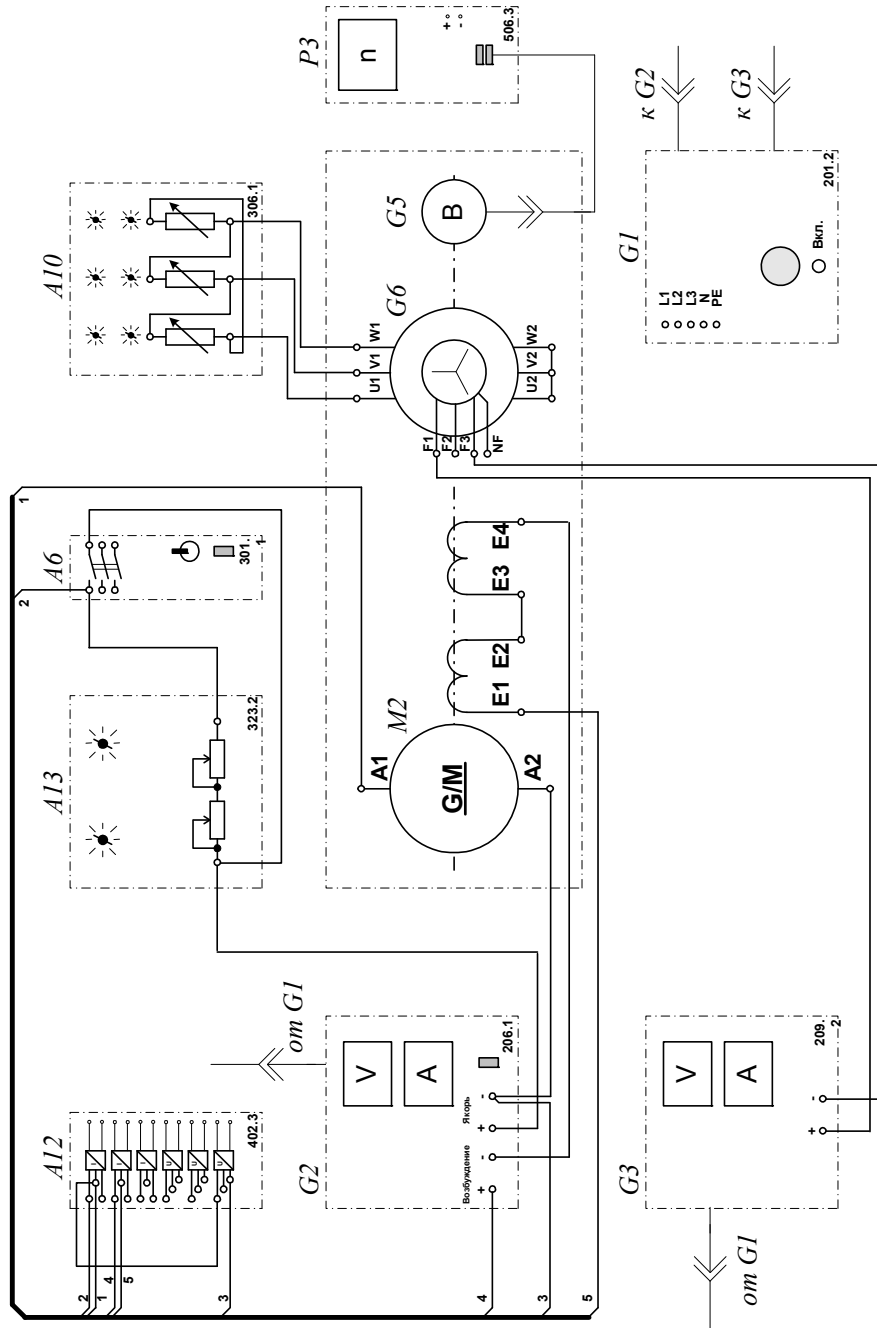 A12
I
I
I
U
U
U
402.3
2
1
4
5
3
A13
323.2
A6
301.
1
1
2
A10
306.1
P3
n
+
-
506.3
от G1
G2
V
A
206.1
Возбуждение
Якорь
+
-
+
-
4
3
5
M2
A1
G/M
A2
E1
E2
E3
E4
G6
U1
V1
W1
F1
F2
F3
NF
U2
V2
W2
G5
B
от G1
G3
V
A
209.
2
+
-
G1
L1
L2
L3
N
PE
Вкл.
201.2
к G2
к G3